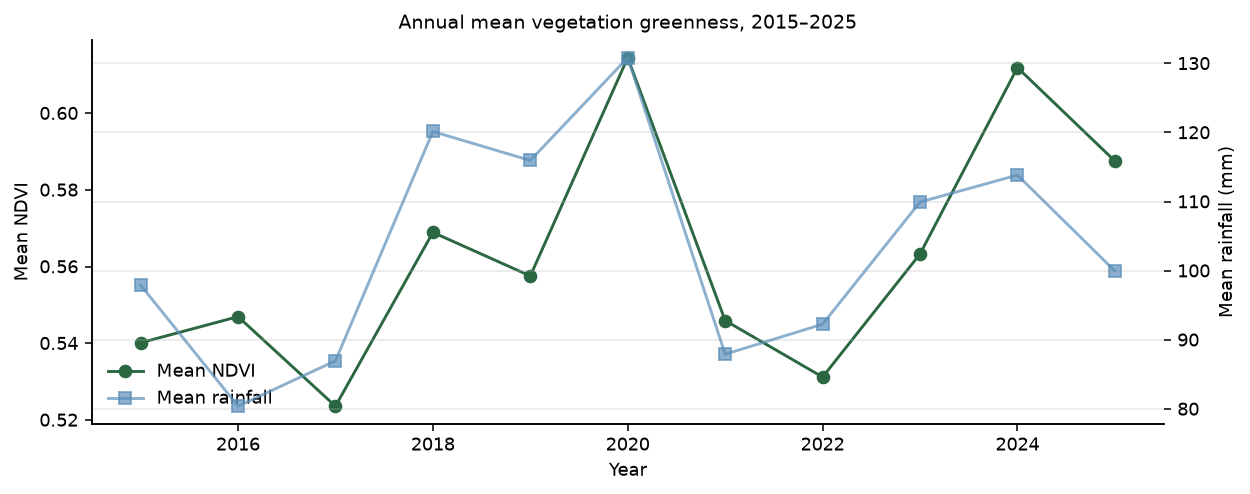 Annual mean vegetation greenness, 2015–2025
Mean NDVI
0.60
0.58
0.56
0.54
0.52
130
120
110
100
90
80
Mean rainfall (mm)
Mean NDVI
Mean rainfall
2016 2018 2020 2022 2024
Year